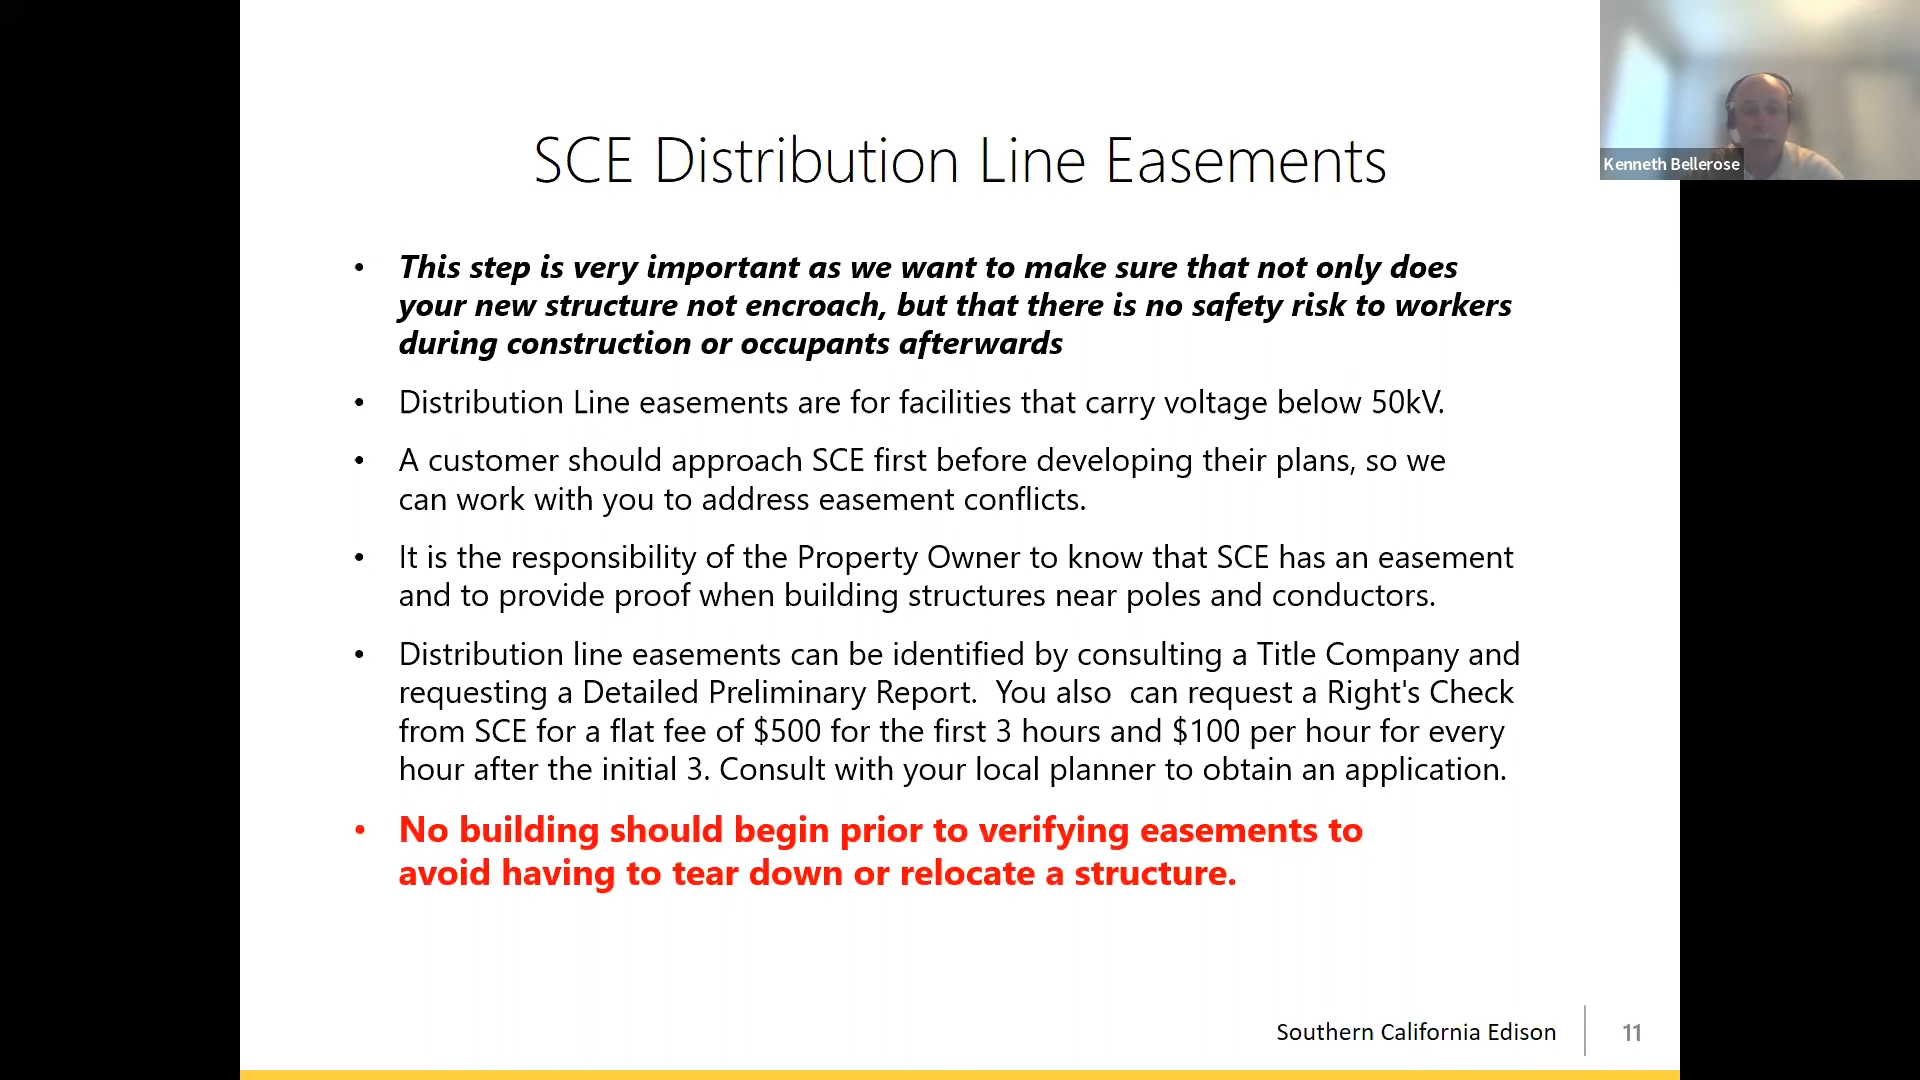 Kenneth Bellerose
SCE Distribution Line Easements
• This step is very important as we want to make sure that not only does
your new structure not encroach, but that there is no safety risk to workers
during construction or occupants afterwards
• Distribution Line easements are for facilities that carry voltage below 50kV.
• A customer should approach SCE first before developing their plans, so we
can work with you to address easement conflicts.
• It is the responsibility of the Property Owner to know that SCE has an easement
and to provide proof when building structures near poles and conductors.
• Distribution line easements can be identified by consulting a Title Company and
requesting a Detailed Preliminary Report.  You also  can request a Right's Check
from SCE for a flat fee of $500 for the first 3 hours and $100 per hour for every
hour after the initial 3. Consult with your local planner to obtain an application.
• No building should begin prior to verifying easements to
avoid having to tear down or relocate a structure.
Southern California Edison
11